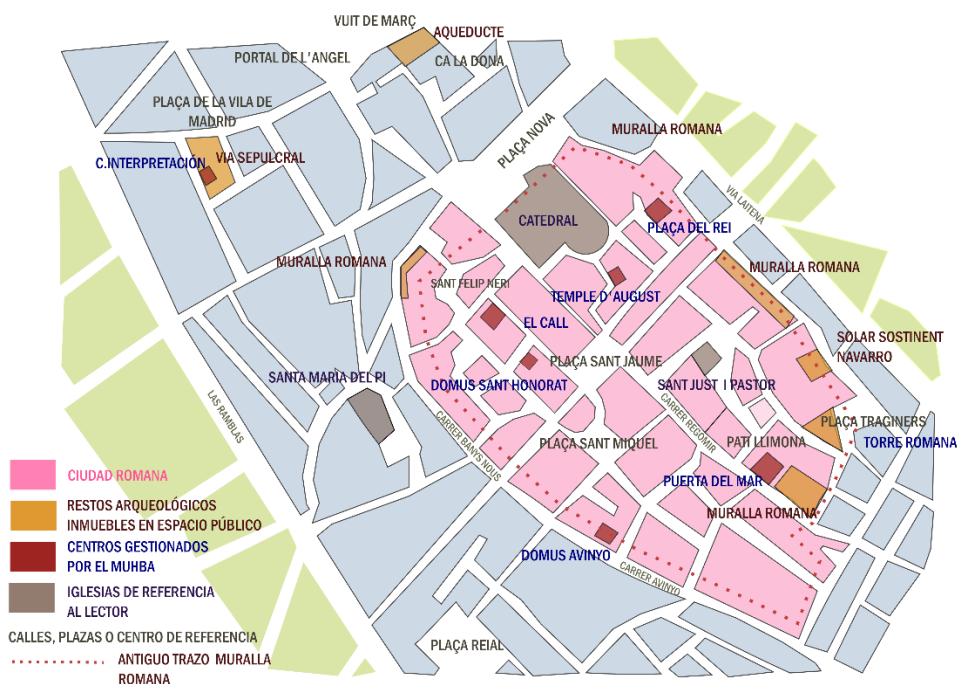 VUIT DE MARÇ
AQUEDUCTE
PORTAL DE L'ANGEL
CA LA DONA
PLAÇA DE LA VILA DE
MADRID
PLAÇA NOVA
MURALLA ROMANA
C.INTERPRETACIÓN
VIA SEPULCRAL
VIA LAITENA
CATEDRAL
PLAÇA DEL REI
MURALLA ROMANA
SANT FELIP NERI
MURALLA ROMANA
TEMPLE D'AUGUST
EL CALL
SOLAR SOSTINENT
NAVARRO
PLAÇA SANT JAUME
SANTA MARIA DEL PI
DOMUS SANT HONORAT
SANT JUST I PASTOR
LAS RAMBLAS
CARRER BANYS NOUS
CARRER REGOMIR
PLAÇA TRAGINERS
PLAÇA SANT MIQUEL
PATI LLIMONA
TORRE ROMANA
PUERTA DEL MAR
MURALLA ROMANA
DOMUS AVINYO
CARRER AVINYO
PLAÇA REIAL
CIUDAD ROMANA
RESTOS ARQUEOLÓGICOS
INMUEBLES EN ESPACIO PÚBLICO
CENTROS GESTIONADOS
POR EL MUHBA
IGLESIAS DE REFERENCIA
AL LECTOR
CALLES, PLAZAS O CENTRO DE REFERENCIA
ANTIGUO TRAZO MURALLA
ROMANA